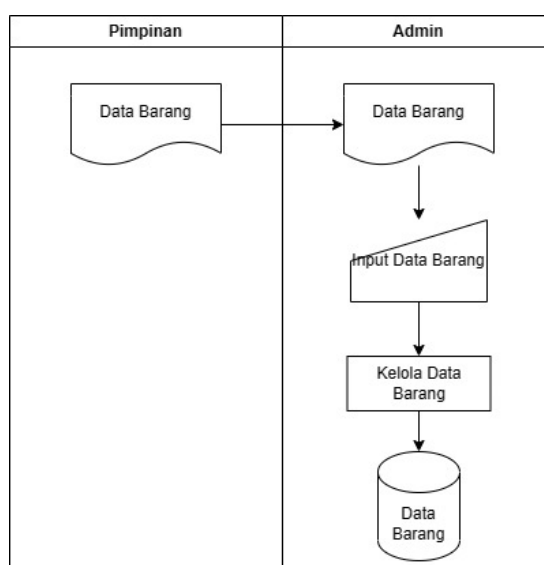 Pimpinan
Admin
Data Barang
Data Barang
Input Data Barang
Kelola Data
Barang
Data
Barang